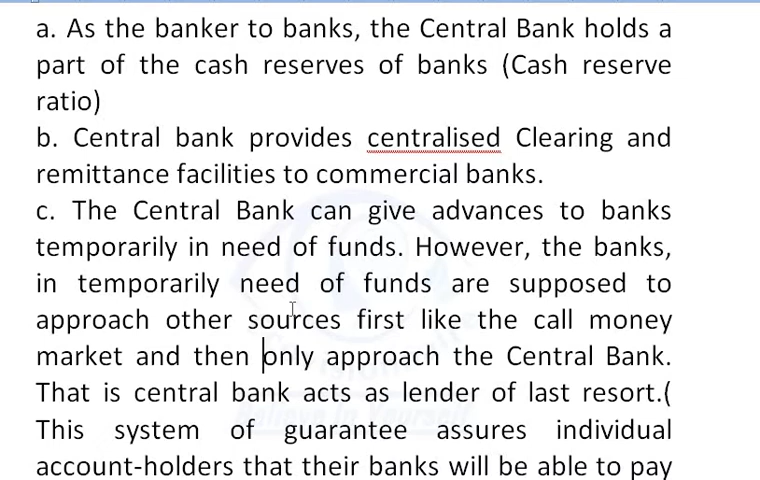 a. As the banker to banks, the Central Bank holds a
part of the cash reserves of banks (Cash reserve
ratio)
b. Central bank provides centralised Clearing and
remittance facilities to commercial banks.
c. The Central Bank can give advances to banks
temporarily in need of funds. However, the banks,
in temporarily need of funds are supposed to
approach other sources first like the call money
market and then only approach the Central Bank.
That is central bank acts as lender of last resort.(
This system of guarantee assures individual
account-holders that their banks will be able to pay